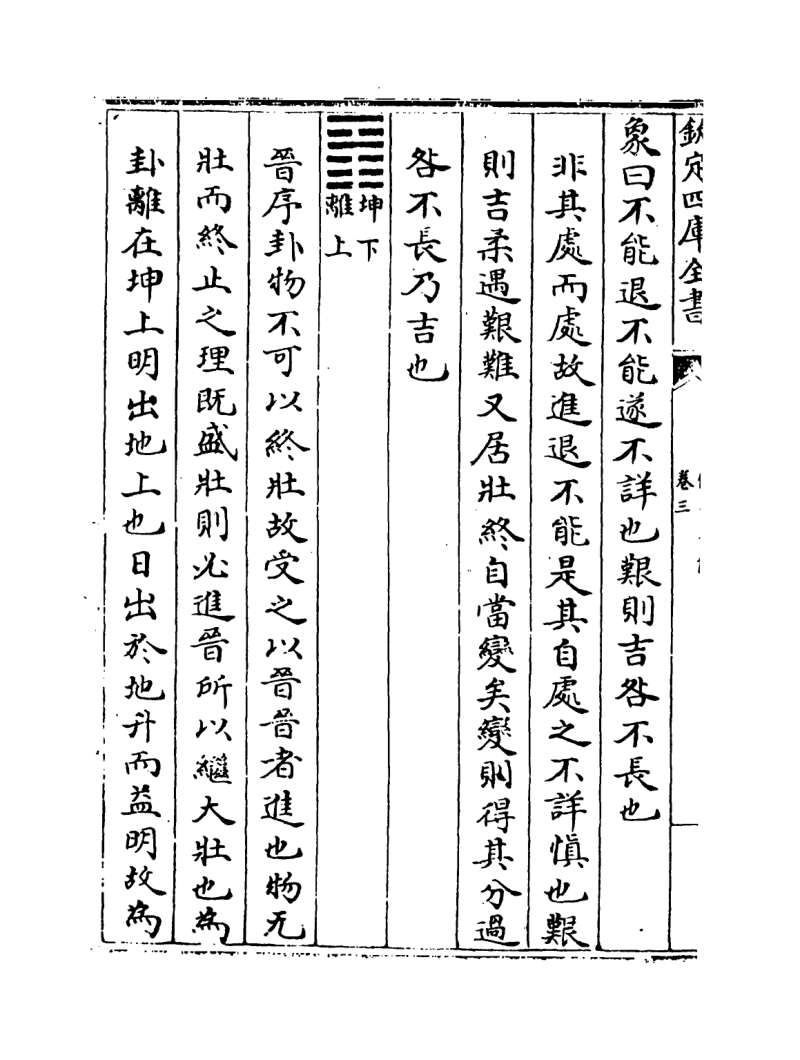 欽定四庫全書
卷三
象曰不能退不能遂不詳也艱則吉咎不長也
非其處而處故進退不能是其自處之不詳慎也艱
則吉柔遇艱難又居壯終自當變矣變則得其分過
咎不長乃吉也
坤下
離上
晉序卦物不可以終壯故受之以晉晉者進也物无
壯而終止之理既盛壯則必進晉所以繼大壯也為
卦離在坤上明出地上也日出於地升而益明故為